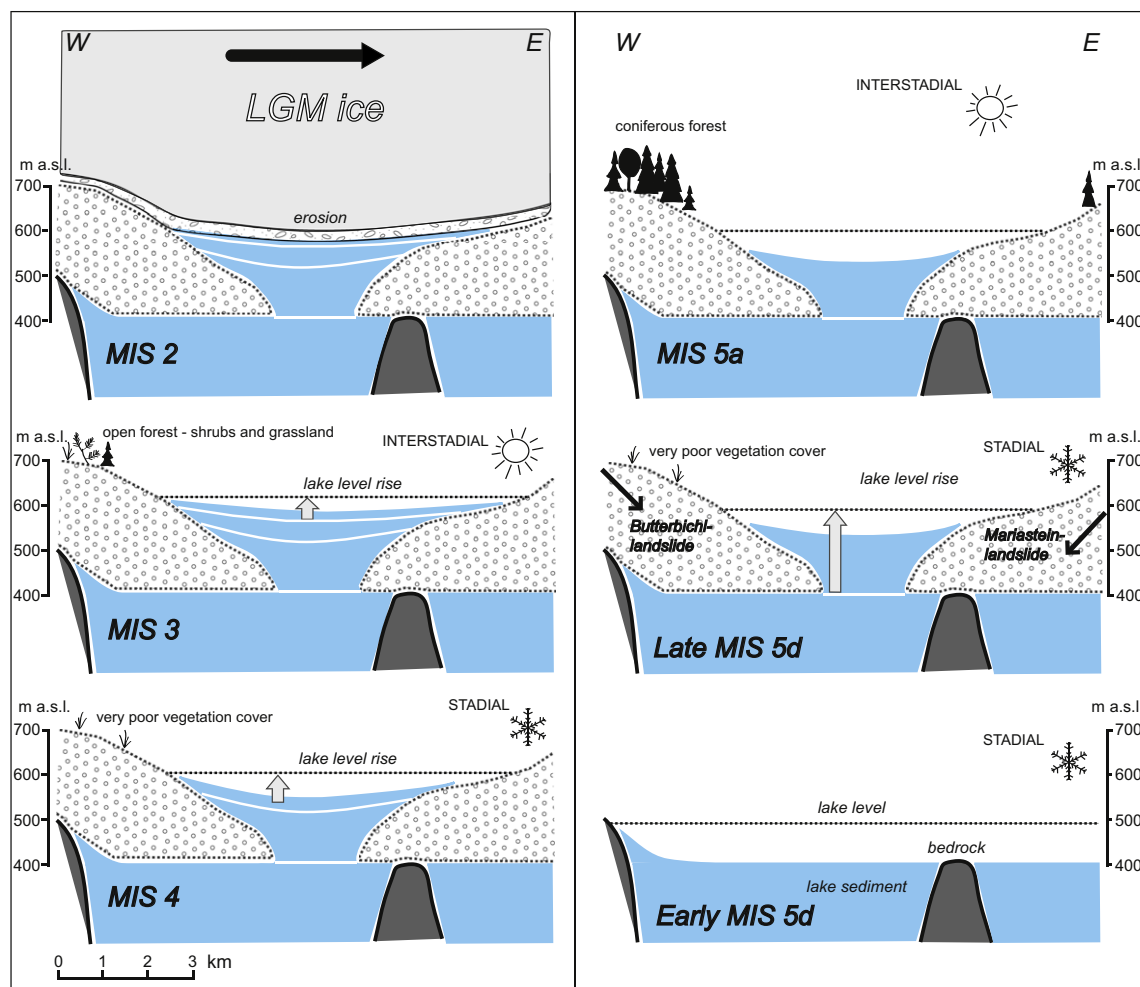 W
E
LGM ice
m a.s.l.
700
600
500
400
erosion
MIS 2
m a.s.l.
open forest - shrubs and grassland
INTERSTADIAL
700
lake level rise
600
500
400
MIS 3
m a.s.l.
very poor vegetation cover
STADIAL
700
lake level rise
600
500
400
MIS 4
0 1 2 3 km
W
E
INTERSTADIAL
coniferous forest
m a.s.l.
700
600
500
400
MIS 5a
very poor vegetation cover
STADIAL
m a.s.l.
700
lake level rise
600
Butterbichl-
landslide
Mariastein-
landslide
500
400
Late MIS 5d
m a.s.l.
STADIAL
700
600
lake level
500
bedrock
400
lake sediment
Early MIS 5d